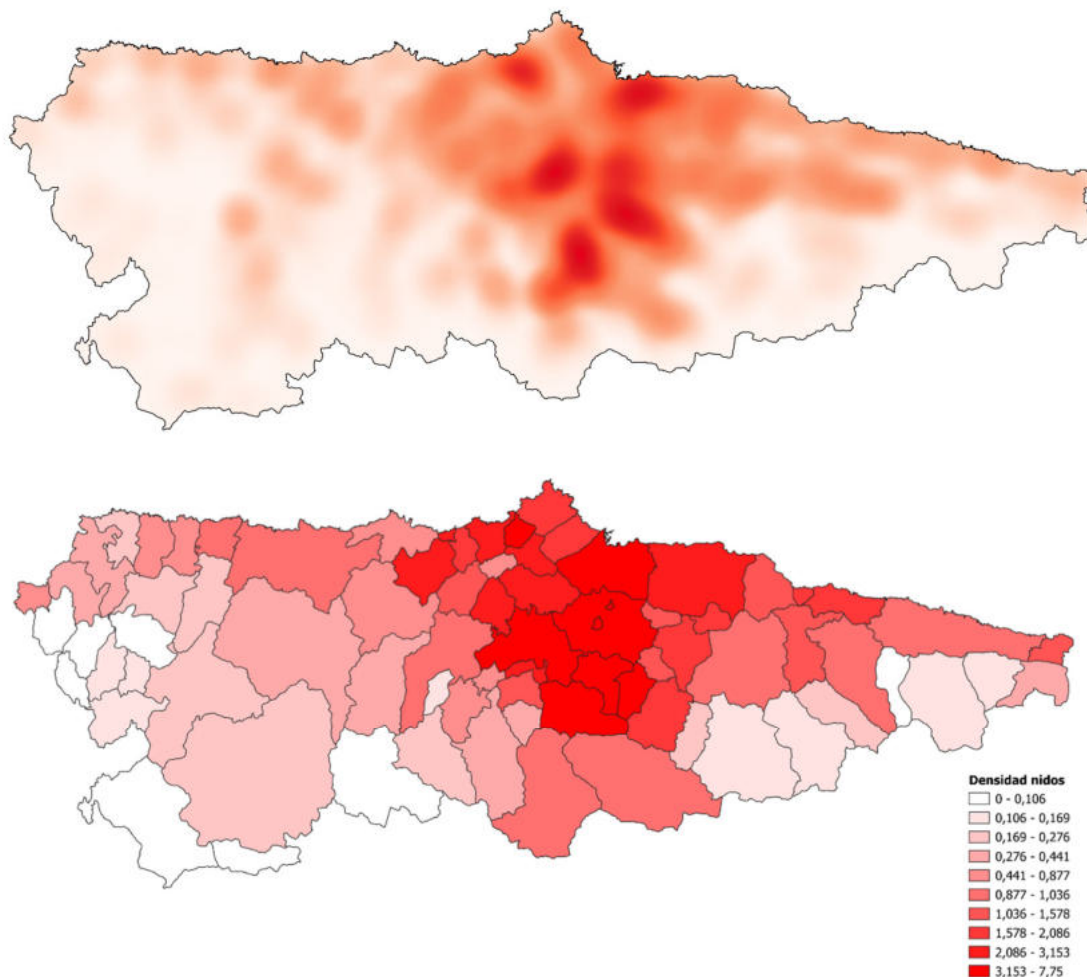 Densidad nidos
0 - 0,106
0,106 - 0,169
0,169 - 0,276
0,276 - 0,441
0,441 - 0,877
0,877 - 1,036
1,036 - 1,578
1,578 - 2,086
2,086 - 3,153
3,153 - 7,75